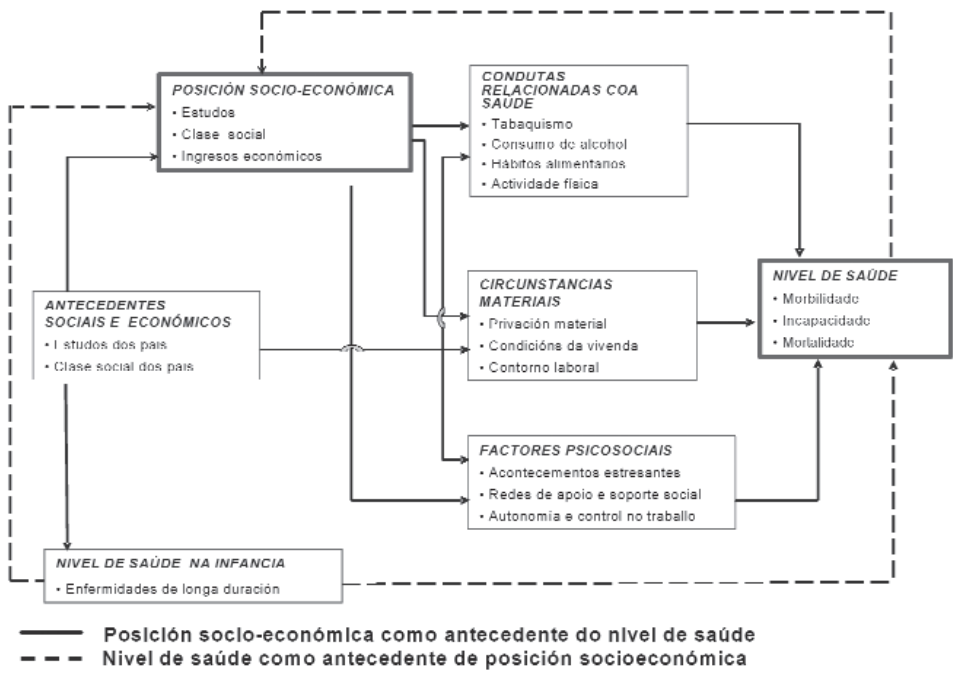 POSICIÓN SOCIO-ECONÓMICA
• Estudos
• Clase social
• Ingresos económicos
CONDUTAS
RELACIONADAS COA
SAÚDE
• Tabaquismo
• Consumo de alcohol
• Hábitos alimentarios
• Actividade física
ANTECEDENTES
SOCIAIS E ECONÓMICOS
• Estudos dos pais
• Clase social dos pais
CIRCUNSTANCIAS
MATERIAIS
• Privación material
• Condicións da vivenda
• Contorno laboral
NIVEL DE SAÚDE
• Morbilidade
• Incapacidade
• Mortalidade
FACTORES PSICOSOCIAIS
• Acontecementos estresantes
• Redes de apoio e soporte social
• Autonomía e control no traballo
NIVEL DE SAÚDE NA INFANCIA
• Enfermidades de longa duración
Posición socio-económica como antecedente do nivel de saúde
Nivel de saúde como antecedente de posición socioeconómica